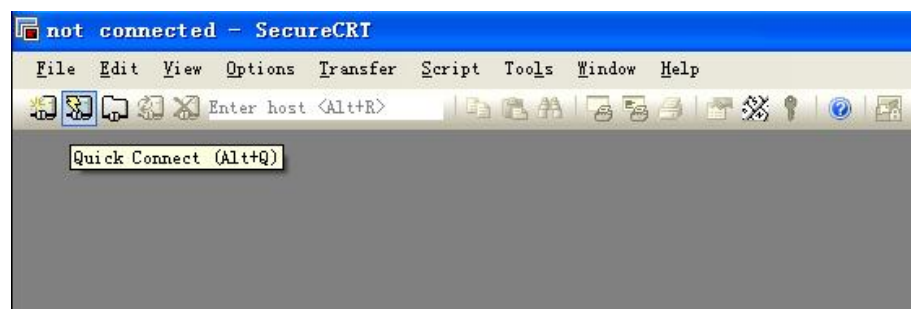 not connected - SecureCRT
File Edit View Options Transfer Script Tools Window Help
Enter host <Alt+R>
Quick Connect (Alt+Q)